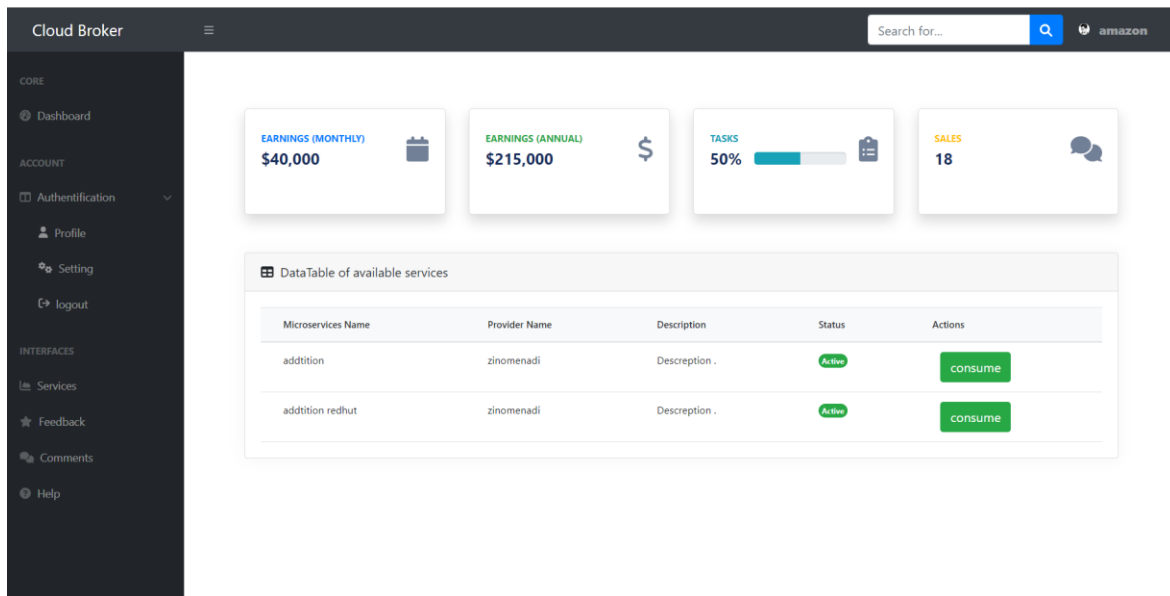 Cloud Broker
Search for...
amazon
CORE
Dashboard
ACCOUNT
Authentification
Profile
Setting
logout
INTERFACES
Services
Feedback
Comments
Help
EARNINGS (MONTHLY)
$40,000
EARNINGS (ANNUAL)
$215,000
TASKS
50%
SALES
18
DataTable of available services
Microservices Name Provider Name Description Status Actions
addtition zinomenadi Descreption . Active consume
addtition redhut zinomenadi Descreption . Active consume